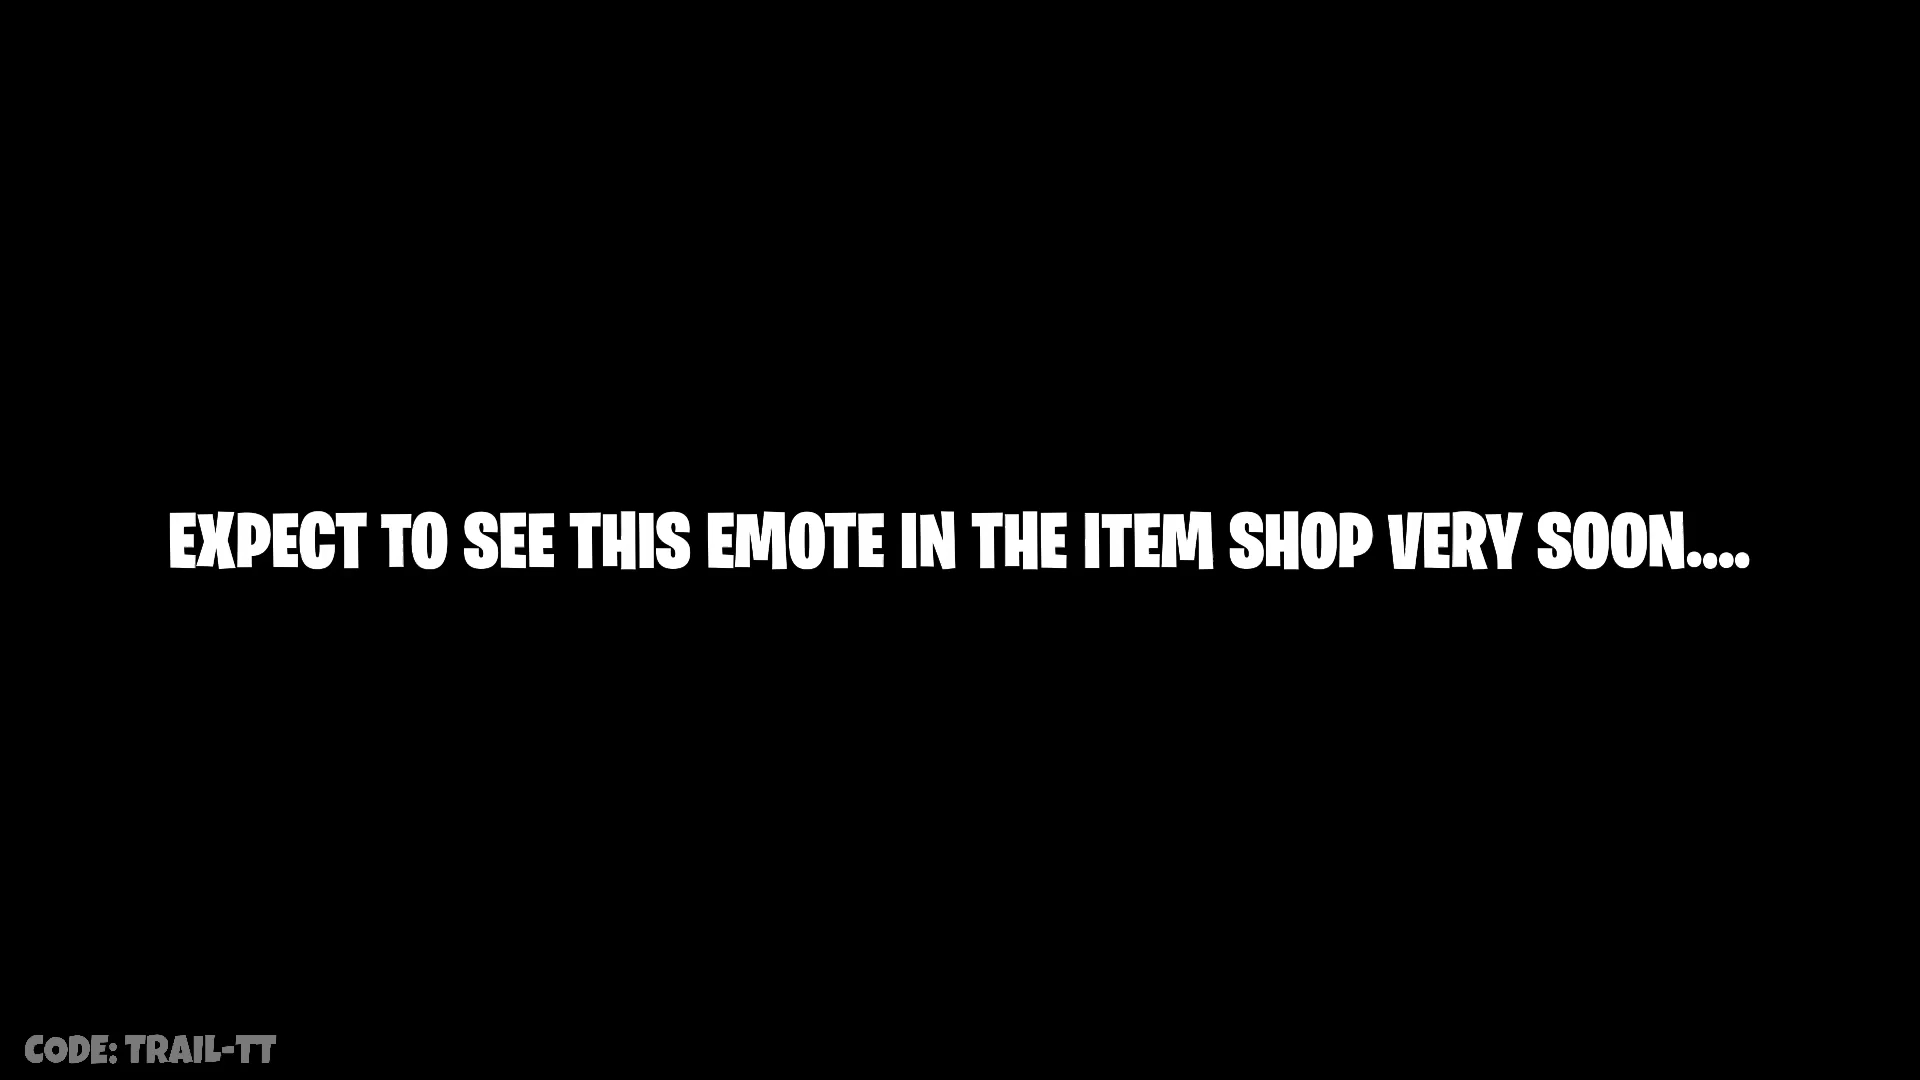 EXPECT TO SEE THIS EMOTE IN THE ITEM SHOP VERY SOON....
CODE: TRAIL-TT